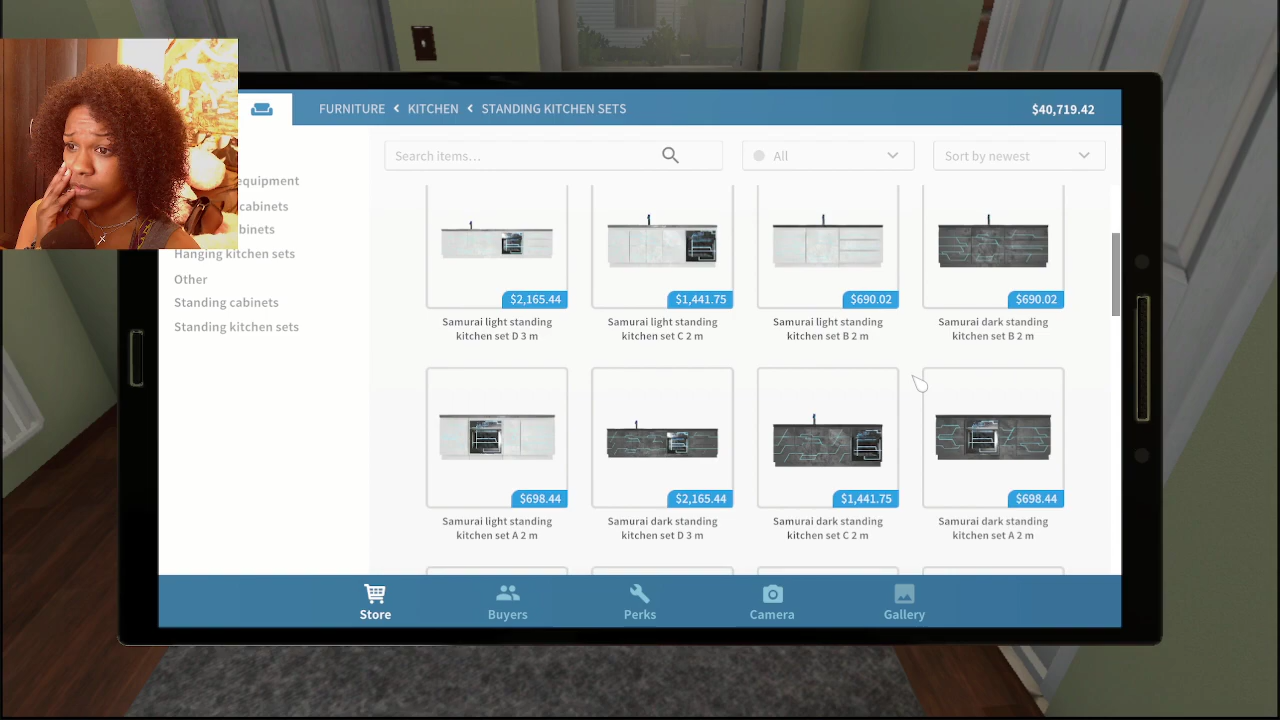 FURNITURE < KITCHEN < STANDING KITCHEN SETS
$40,719.42
Search items...
All
Sort by newest
equipment
cabinets
binets
Hanging kitchen sets
Other
Standing cabinets
Standing kitchen sets
$2,165.44
$1,441.75
$690.02
$690.02
Samurai light standing
kitchen set D 3 m
Samurai light standing
kitchen set C 2 m
Samurai light standing
kitchen set B 2 m
Samurai dark standing
kitchen set B 2 m
$698.44
$2,165.44
$1,441.75
$698.44
Samurai light standing
kitchen set A 2 m
Samurai dark standing
kitchen set D 3 m
Samurai dark standing
kitchen set C 2 m
Samurai dark standing
kitchen set A 2 m
Store
Buyers
Perks
Camera
Gallery